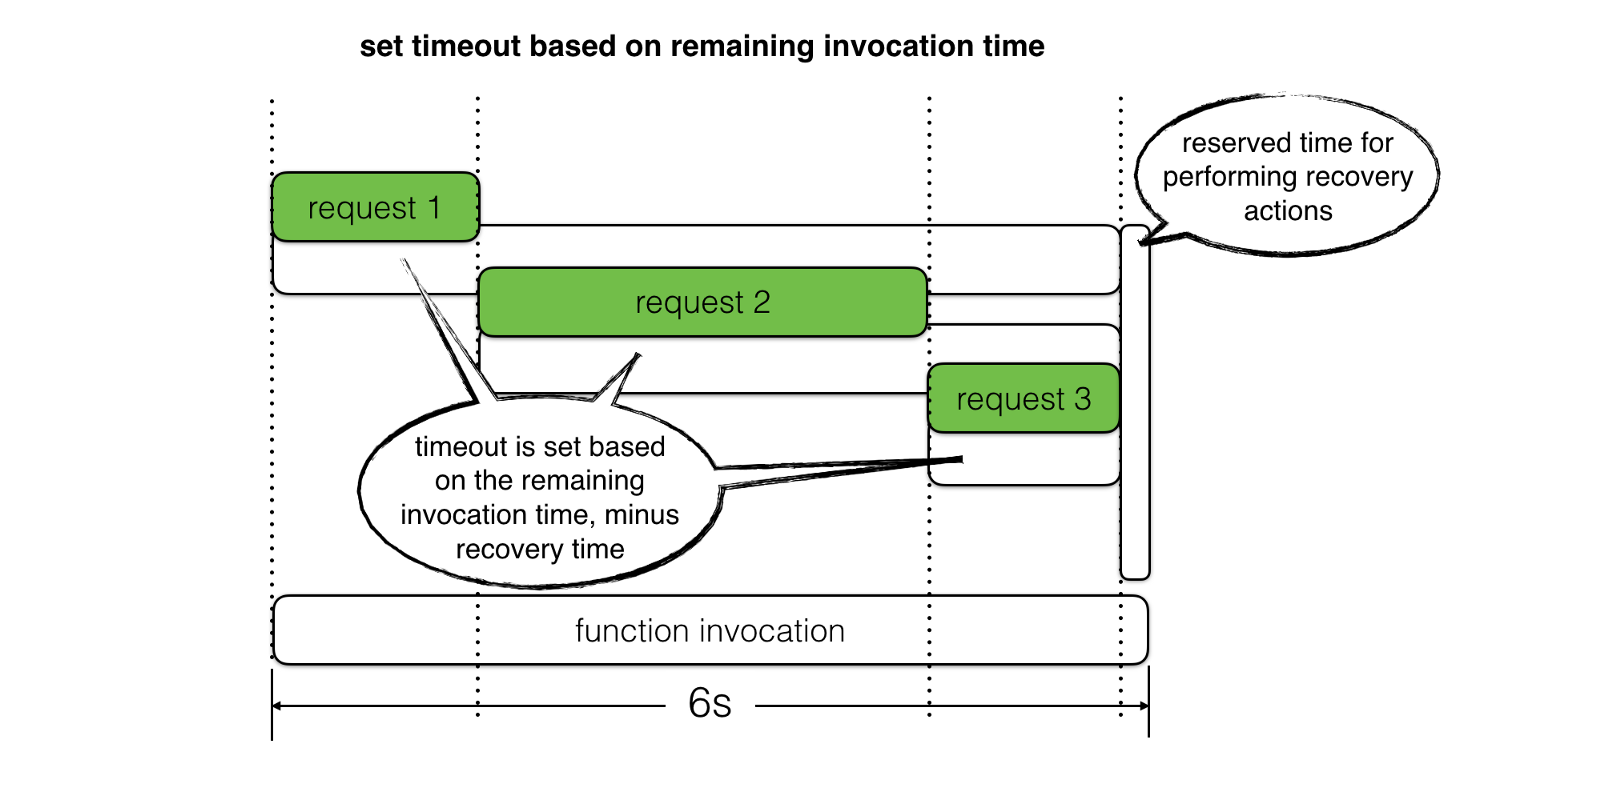 set timeout based on remaining invocation time
reserved time for
performing recovery
actions
request 1
request 2
request 3
timeout is set based
on the remaining
invocation time, minus
recovery time
function invocation
6s